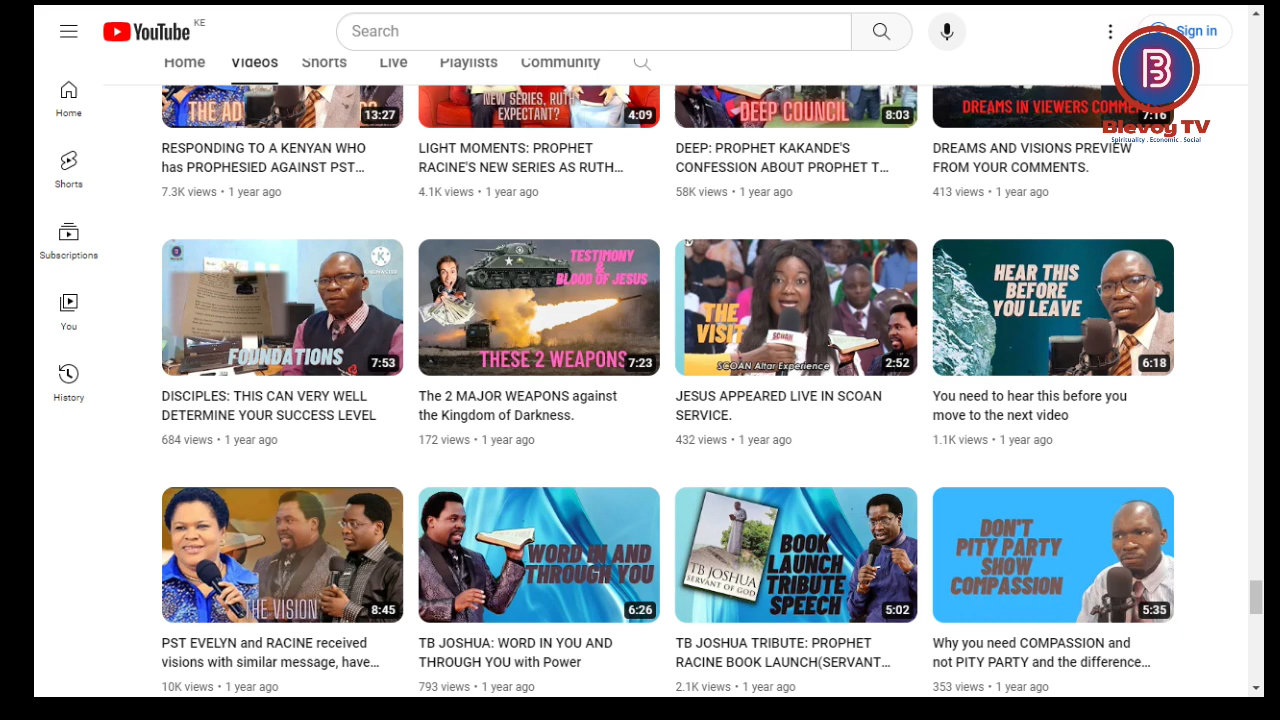 YouTube KE
Search
Sign in
Home Videos Shorts Live Playlists Community
B
Blevoy TV
Spirituality . Economic . Social
Home
Shorts
Subscriptions
You
History
THE AD
13:27
NEW SERIES, RUTH
EXPECTANT?
4:09
DEEP COUNCIL
8:03
DREAMS IN VIEWERS COMME
7:16
RESPONDING TO A KENYAN WHO
has PROPHESIED AGAINST PST...
7.3K views • 1 year ago
LIGHT MOMENTS: PROPHET
RACINE'S NEW SERIES AS RUTH...
4.1K views • 1 year ago
DEEP: PROPHET KAKANDE'S
CONFESSION ABOUT PROPHET T...
58K views • 1 year ago
DREAMS AND VISIONS PREVIEW
FROM YOUR COMMENTS.
413 views • 1 year ago
FOUNDATIONS
7:53
TESTIMONY
&
BLOOD OF JESUS
THESE 2 WEAPONS
7:23
THE
VISIT
SCOAN
SCOAN Altar Experience
2:52
HEAR THIS
BEFORE
YOU LEAVE
6:18
DISCIPLES: THIS CAN VERY WELL
DETERMINE YOUR SUCCESS LEVEL
684 views • 1 year ago
The 2 MAJOR WEAPONS against
the Kingdom of Darkness.
172 views • 1 year ago
JESUS APPEARED LIVE IN SCOAN
SERVICE.
432 views • 1 year ago
You need to hear this before you
move to the next video
1.1K views • 1 year ago
THE VISION
8:45
WORD IN AND
THROUGH YOU
6:26
TB JOSHUA
SERVANT OF GOD
BOOK
LAUNCH
TRIBUTE
SPEECH
5:02
DON'T
PITY PARTY
SHOW
COMPASSION
5:35
PST EVELYN and RACINE received
visions with similar message, have...
10K views • 1 year ago
TB JOSHUA: WORD IN YOU AND
THROUGH YOU with Power
793 views • 1 year ago
TB JOSHUA TRIBUTE: PROPHET
RACINE BOOK LAUNCH(SERVANT...
2.1K views • 1 year ago
Why you need COMPASSION and
not PITY PARTY and the difference...
353 views • 1 year ago